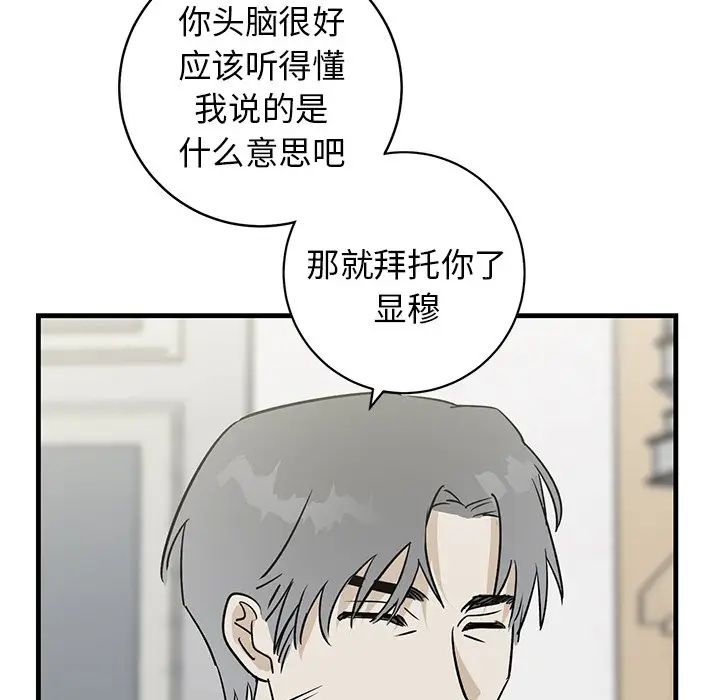 你头脑很好
应该听得懂
我说的是
什么意思吧
那就拜托你了
显穆